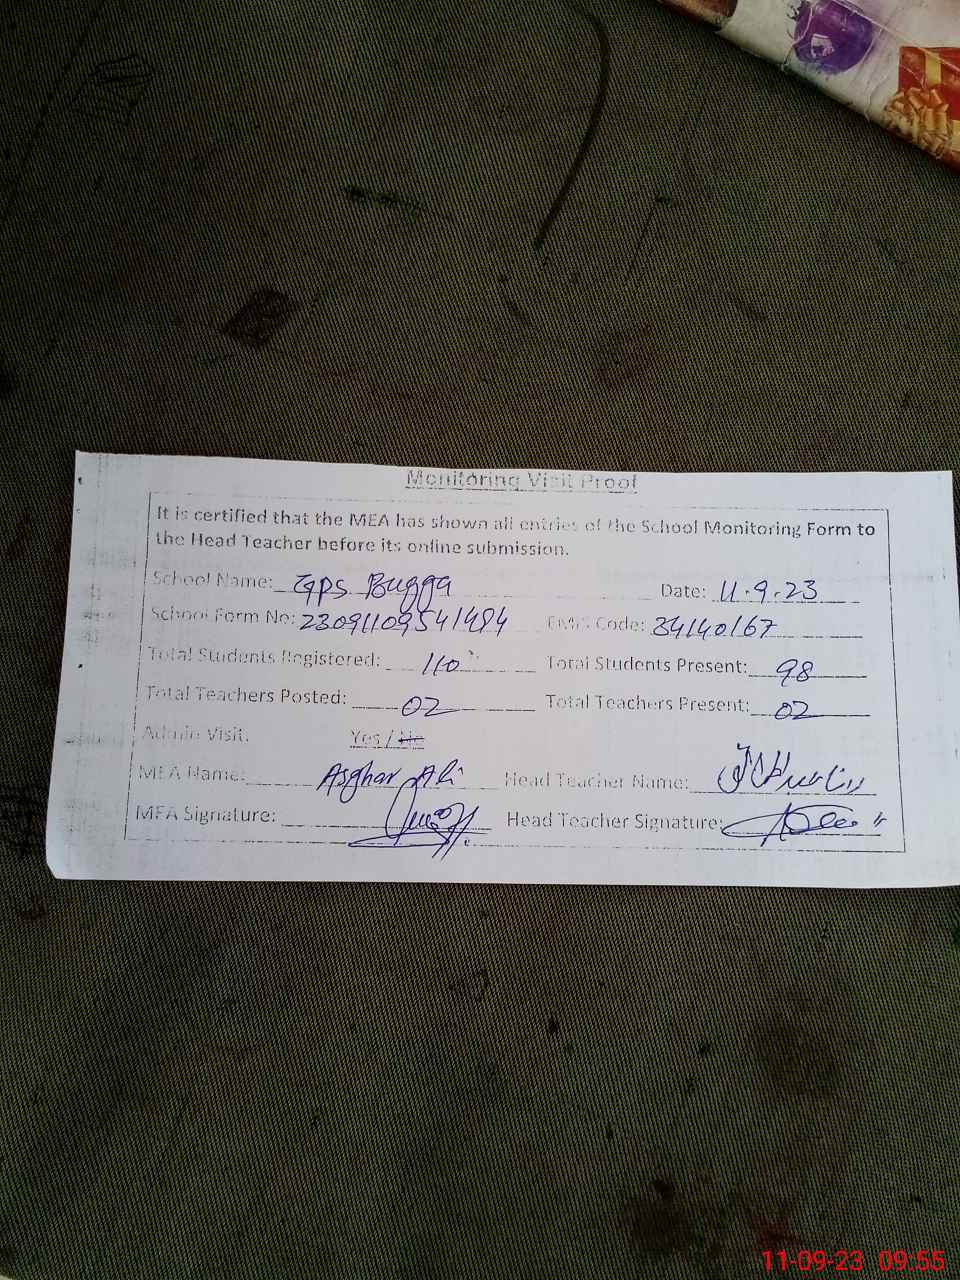 Monitoring Visit Proof
It is certified that the MEA has shown all entries of the School Monitoring Form to
the Head Teacher before its online submission.
School Name: GPS Bugga Date: 11.9.23
School Form No: 23091109541494 EMIS Code: 34140167
Total Students Registered: 110 Total Students Present: 98
Total Teachers Posted: 02 Total Teachers Present: 02
Admin Visit: Yes / No
MEA Name: Asghar Ali Head Teacher Name:
MEA Signature: Head Teacher Signature:
11-09-23 09:55